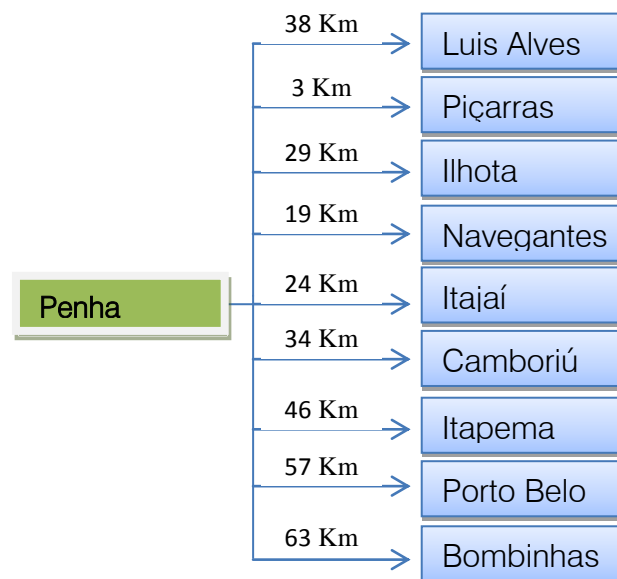 38 Km
Luis Alves
3 Km
Piçarras
29 Km
Ilhota
19 Km
Navegantes
Penha
24 Km
Itajaí
34 Km
Camboriú
46 Km
Itapema
57 Km
Porto Belo
63 Km
Bombinhas